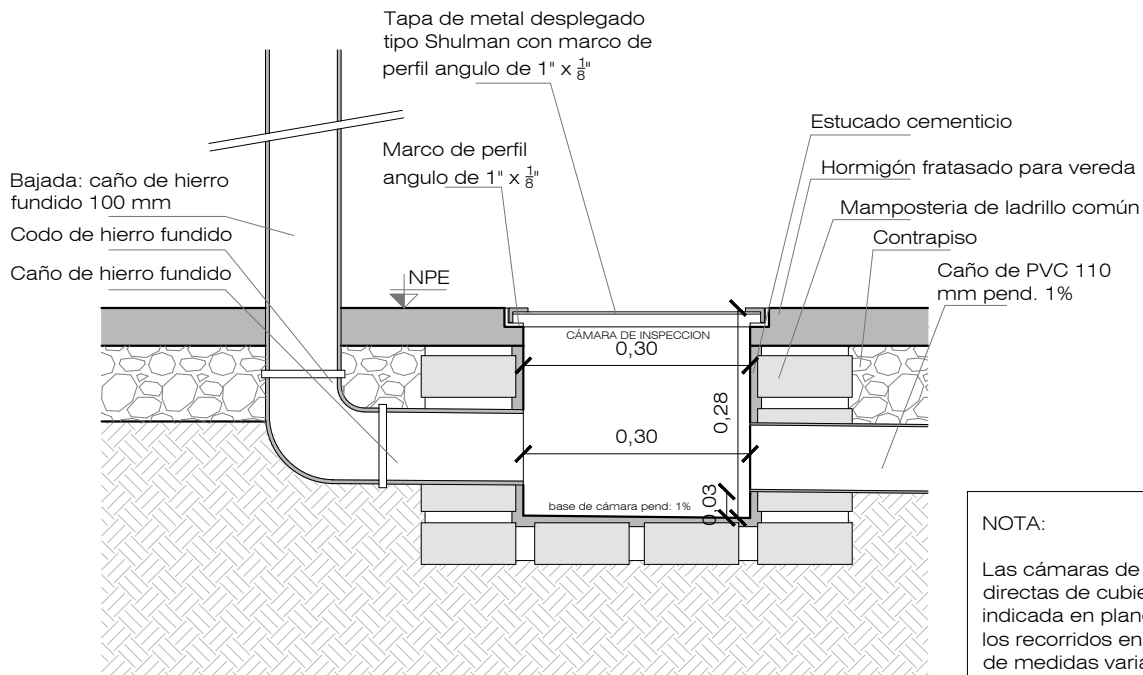 Tapa de metal desplegado
tipo Shulman con marco de
perfil angulo de 1" x 1/8"
Estucado cementicio
Marco de perfil
angulo de 1" x 1/8"
Hormigón fratasado para vereda
Bajada: caño de hierro
fundido 100 mm
Mamposteria de ladrillo común
Codo de hierro fundido
Contrapiso
Caño de hierro fundido
NPE
Caño de PVC 110
mm pend. 1%
CÁMARA DE INSPECCION
0,30
0,28
0,30
0,03
base de cámara pend: 1%
NOTA:
Las cámaras de
directas de cubie
indicada en plan
los recorridos en
de medidas varia